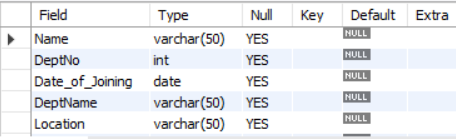 Field Type Null Key Default Extra
Name varchar(50) YES NULL
DeptNo int YES NULL
Date_of_Joining date YES NULL
DeptName varchar(50) YES NULL
Location varchar(50) YES NULL